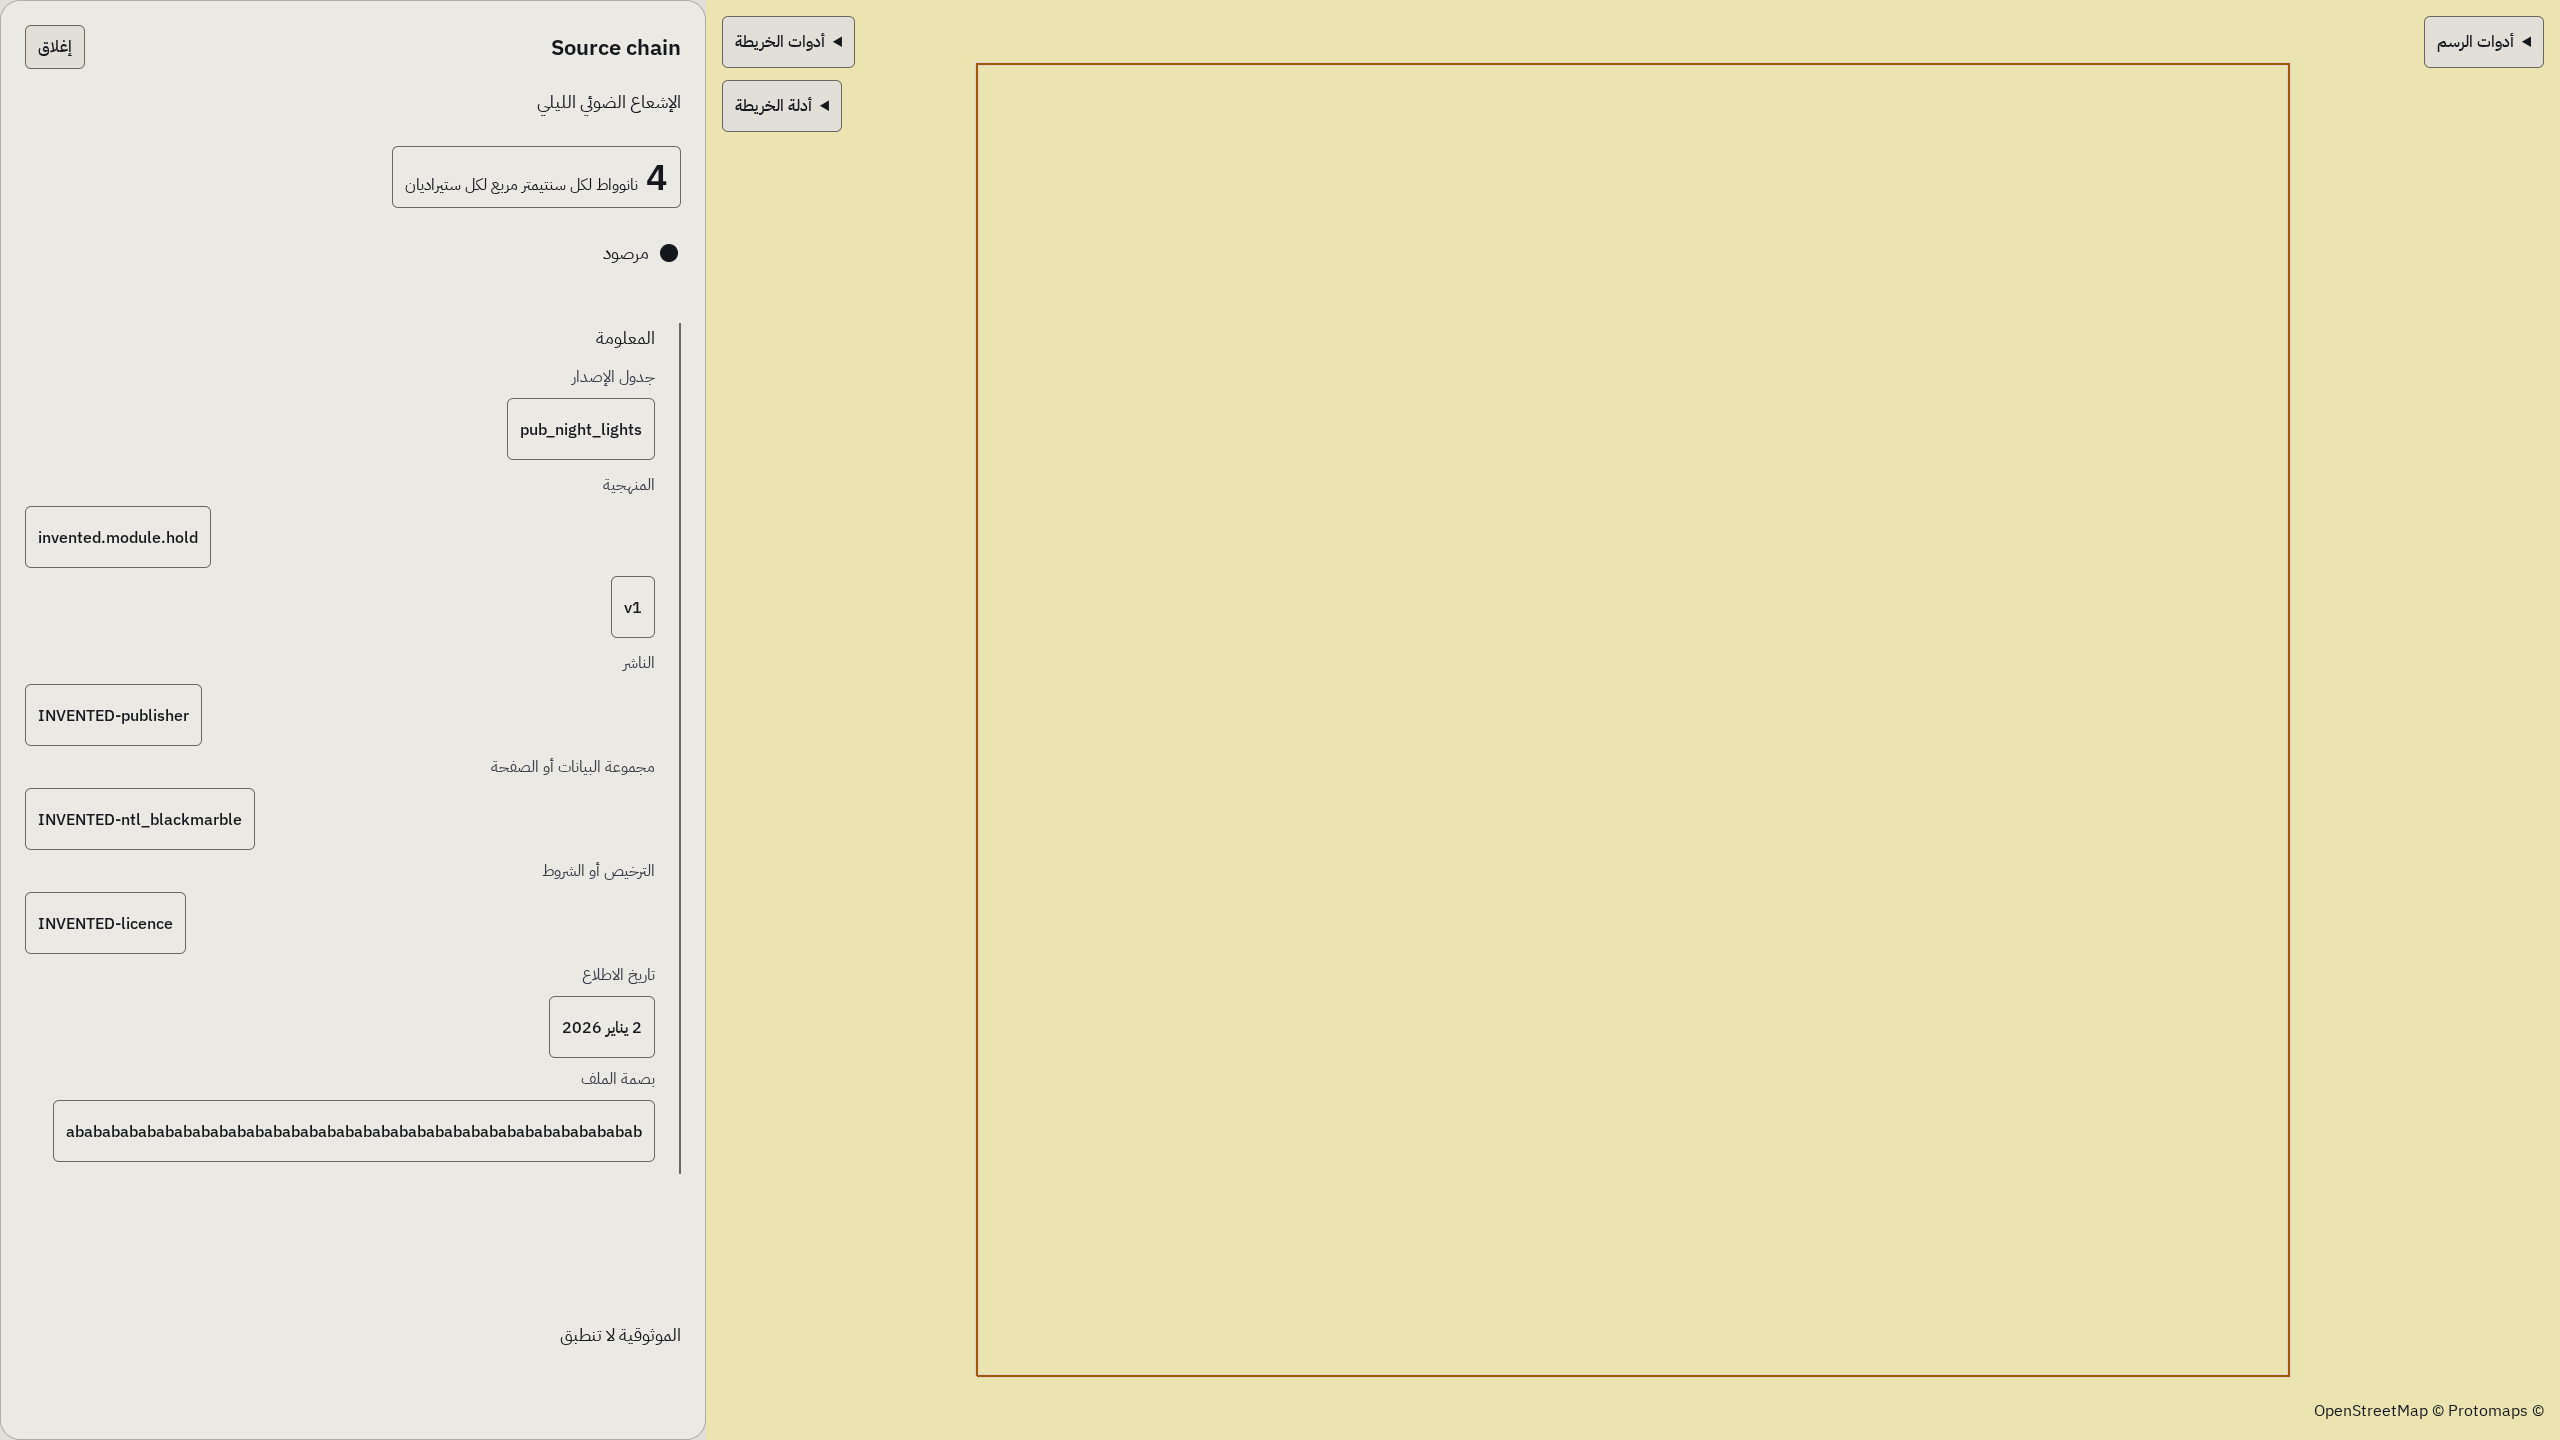 Source chain
إغلاق
الإشعاع الضوئي الليلي
4 نانوواط لكل سنتيمتر مربع لكل ستيراديان
مرصود
المعلومة
جدول الإصدار
pub_night_lights
المنهجية
invented.module.hold
v1
الناشر
INVENTED-publisher
مجموعة البيانات أو الصفحة
INVENTED-ntl_blackmarble
الترخيص أو الشروط
INVENTED-licence
تاريخ الاطلاع
2 يناير 2026
بصمة الملف
abababababababababababababababababababababababababababababababab
الموثوقية لا تنطبق
أدوات الرسم
أدوات الخريطة
أدلة الخريطة
OpenStreetMap © Protomaps ©